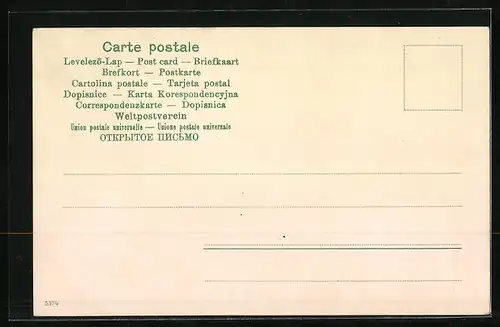 Carte postale
Levelező-Lap — Post card — Briefkaart
Brefkort — Postkarte
Cartolina postale — Tarjeta postal
Dopisnice — Karta Korespondencyjna
Correspondenzkarte — Dopisnica
Weltpostverein
Union postale universelle — Unione postale universale
ОТКРЫТОЕ ПИСЬМО
5374